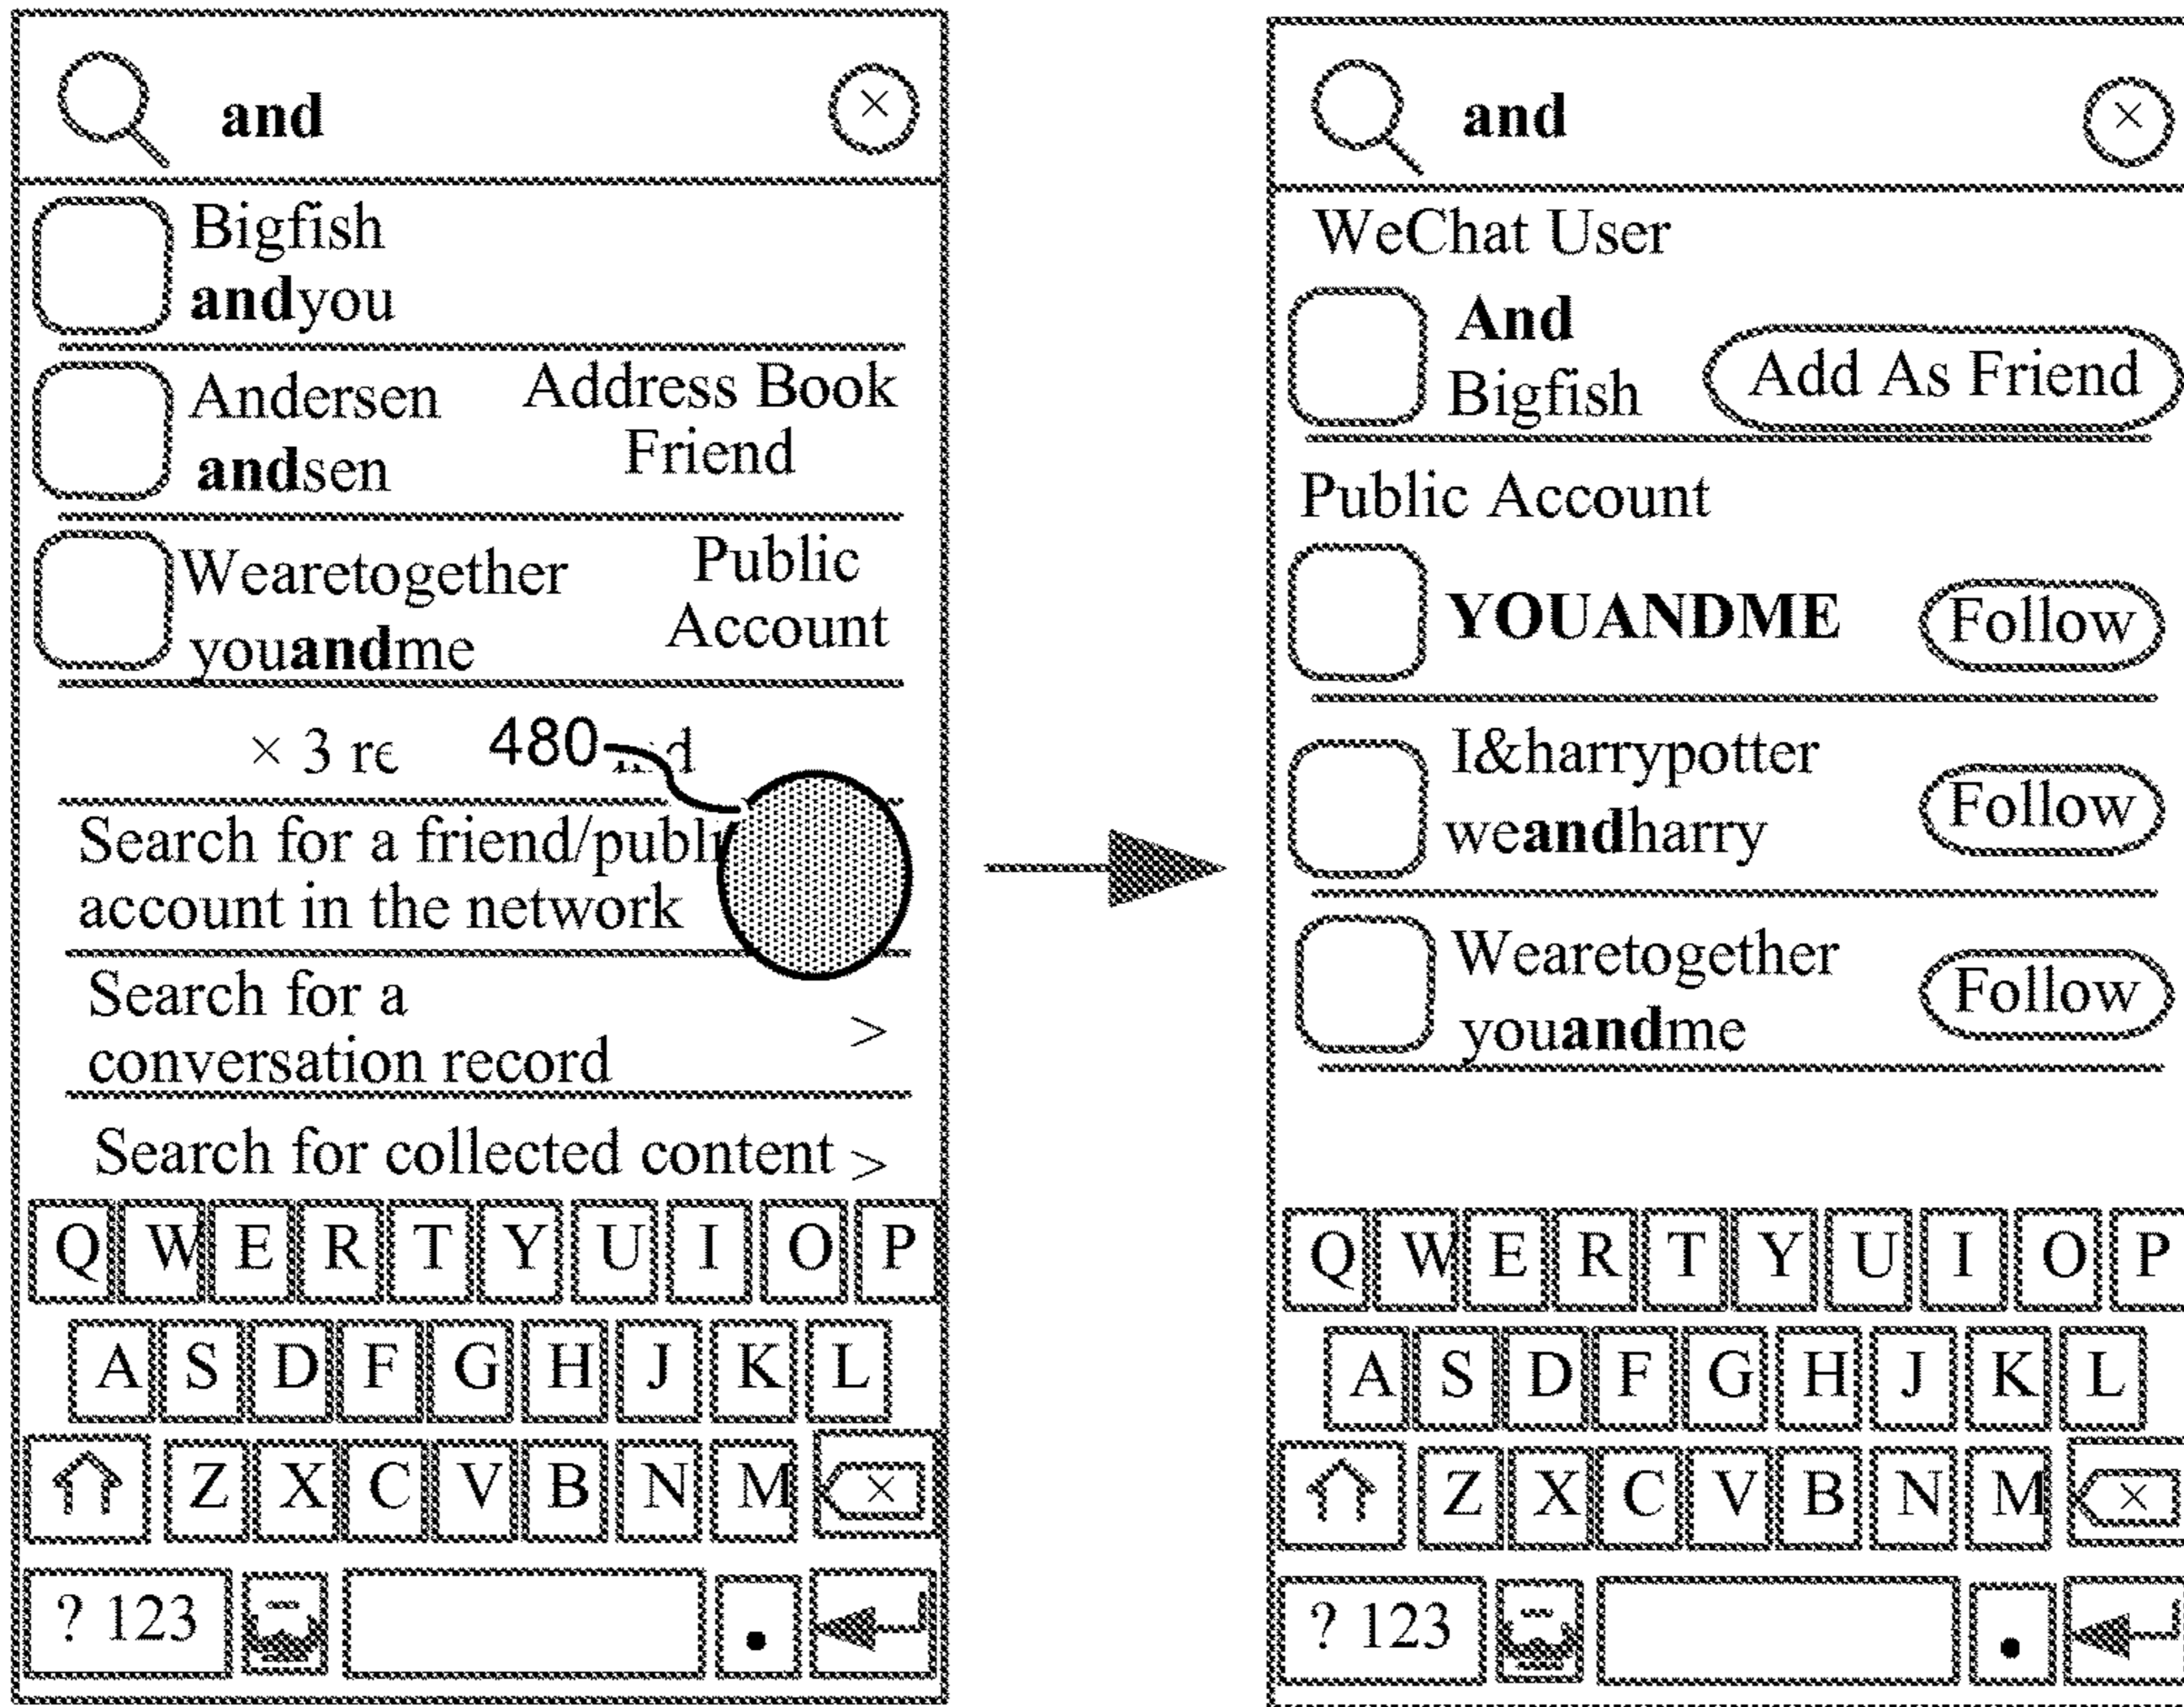 and
×
Bigfish
andyou
Andersen
andsen
Address Book
Friend
Wearetogether
youandme
Public
Account
× 3
480
Search for a friend/publi
account in the network
Search for a
conversation record >
Search for collected content >
Q W E R T Y U I O P
A S D F G H J K L
Z X C V B N M ×
? 123 .
and
×
WeChat User
And
Bigfish
Add As Friend
Public Account
YOUANDME
Follow
I&harrypotter
weandharry
Follow
Wearetogether
youandme
Follow
Q W E R T Y U I O P
A S D F G H J K L
Z X C V B N M ×
? 123 .